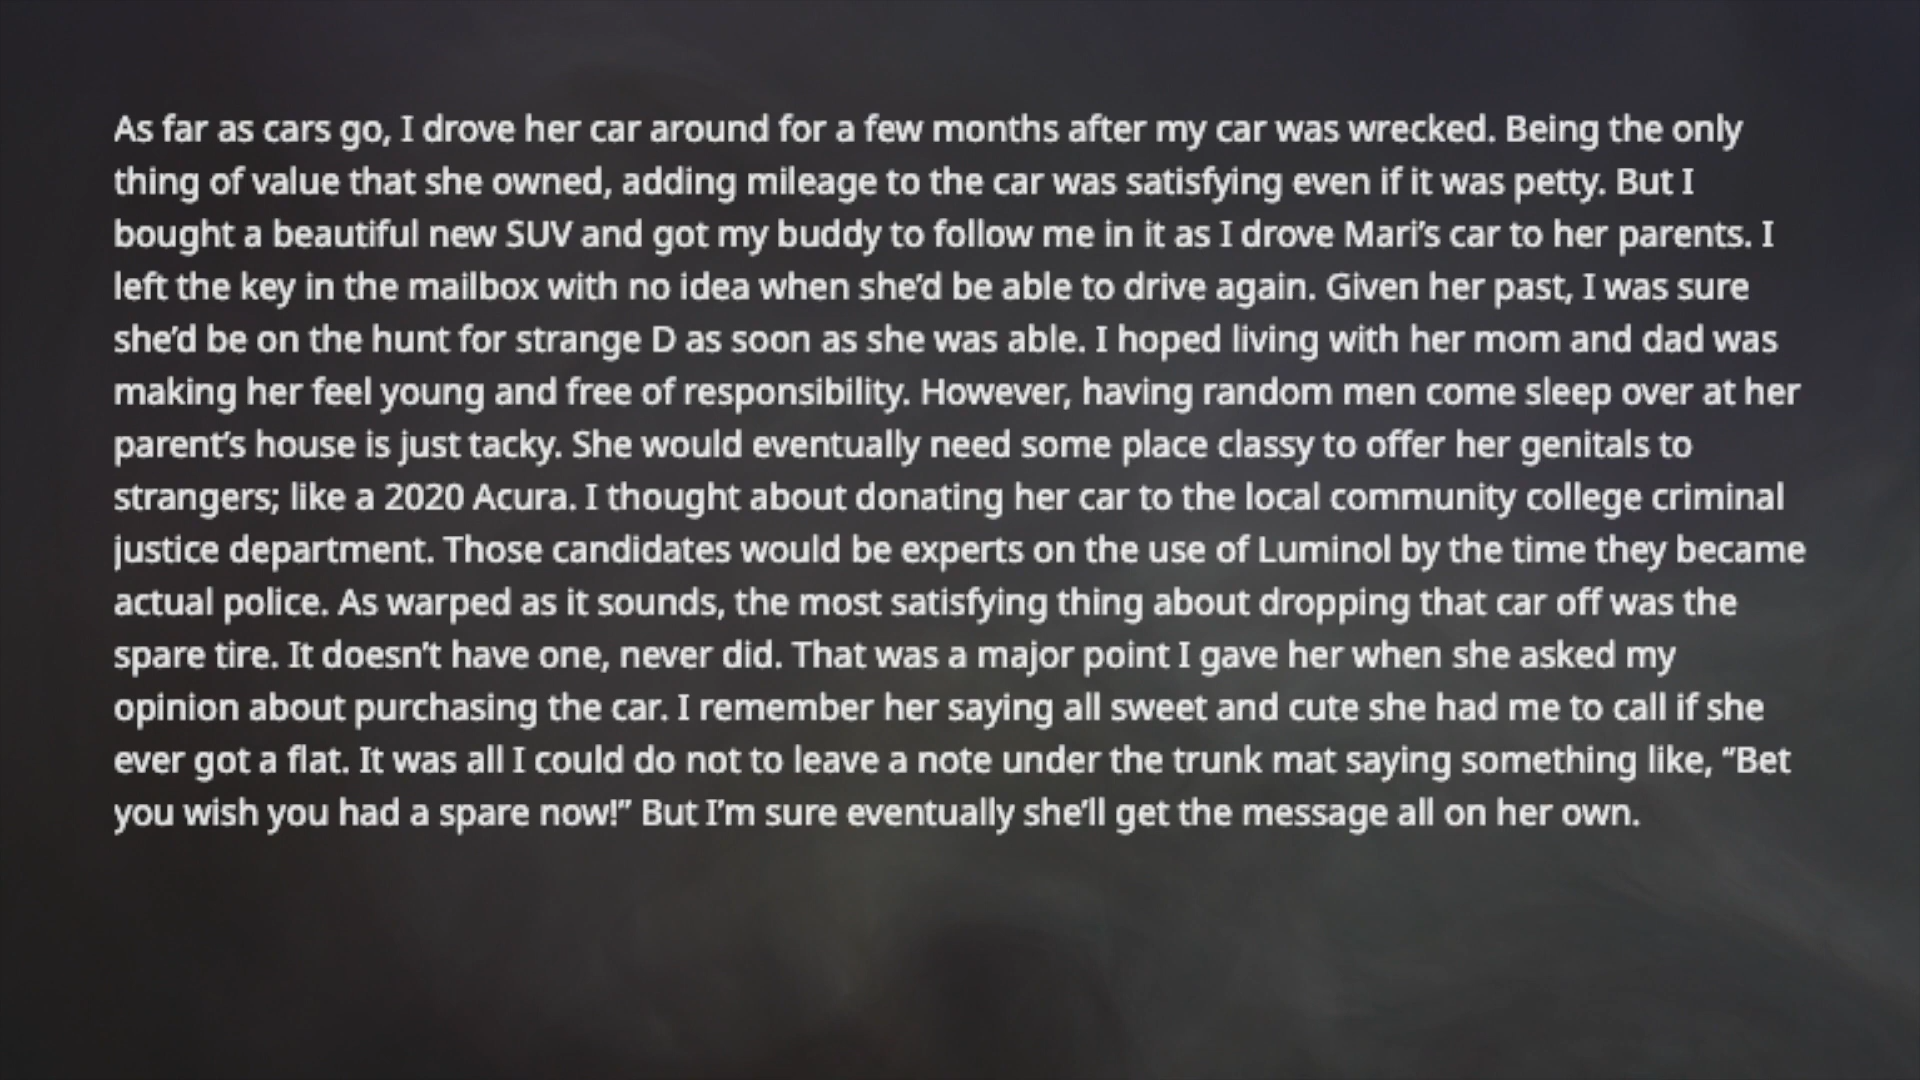 As far as cars go, I drove her car around for a few months after my car was wrecked. Being the only
thing of value that she owned, adding mileage to the car was satisfying even if it was petty. But I
bought a beautiful new SUV and got my buddy to follow me in it as I drove Mari’s car to her parents. I
left the key in the mailbox with no idea when she’d be able to drive again. Given her past, I was sure
she’d be on the hunt for strange D as soon as she was able. I hoped living with her mom and dad was
making her feel young and free of responsibility. However, having random men come sleep over at her
parent’s house is just tacky. She would eventually need some place classy to offer her genitals to
strangers; like a 2020 Acura. I thought about donating her car to the local community college criminal
justice department. Those candidates would be experts on the use of Luminol by the time they became
actual police. As warped as it sounds, the most satisfying thing about dropping that car off was the
spare tire. It doesn’t have one, never did. That was a major point I gave her when she asked my
opinion about purchasing the car. I remember her saying all sweet and cute she had me to call if she
ever got a flat. It was all I could do not to leave a note under the trunk mat saying something like, “Bet
you wish you had a spare now!” But I’m sure eventually she’ll get the message all on her own.